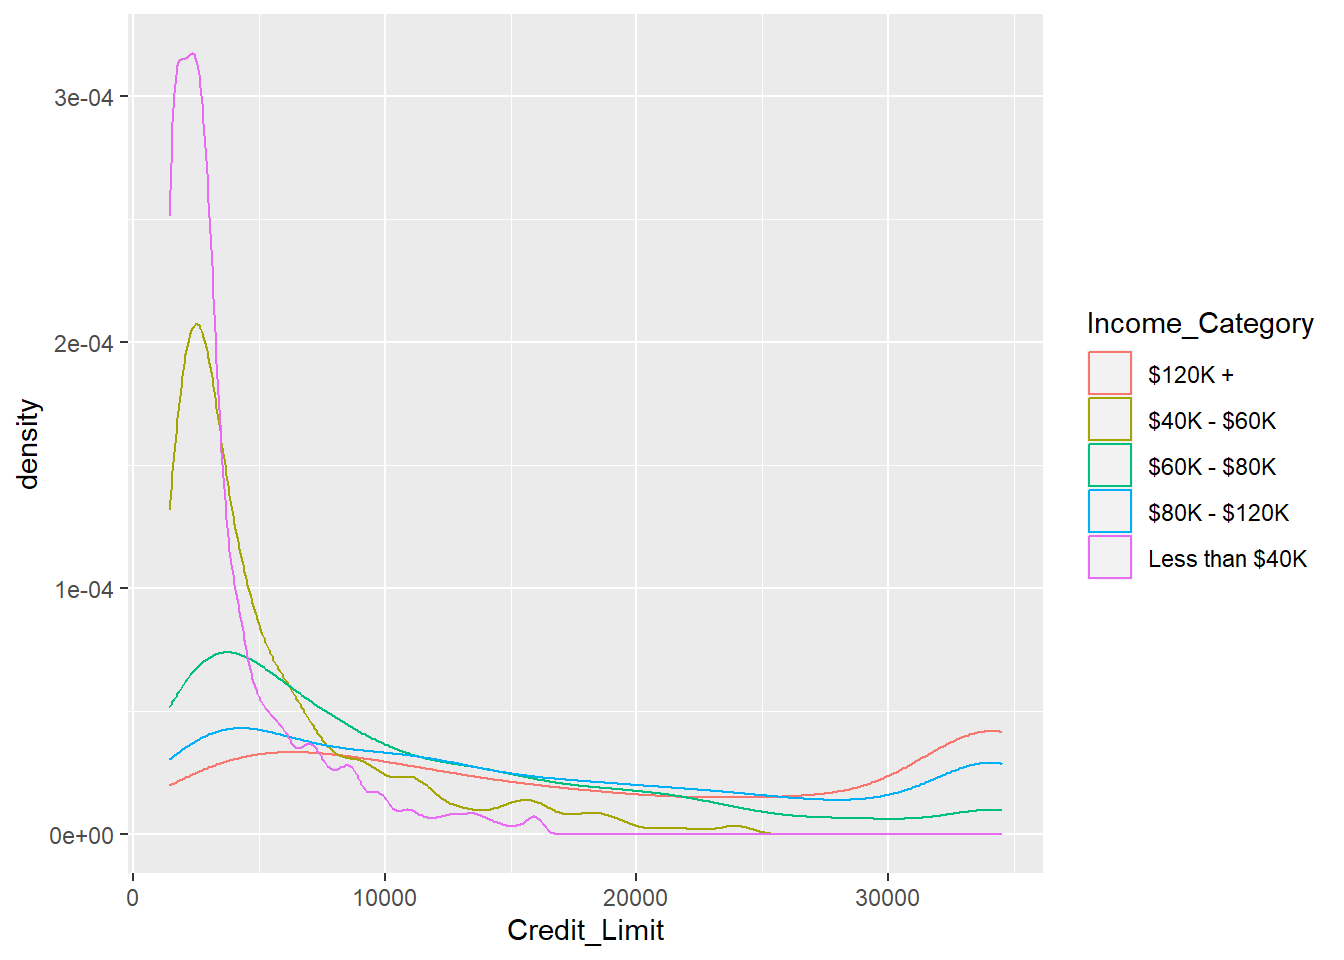 3e-04
2e-04
1e-04
0e+00
density
0
10000
20000
30000
Credit_Limit
Income_Category
$120K +
$40K - $60K
$60K - $80K
$80K - $120K
Less than $40K